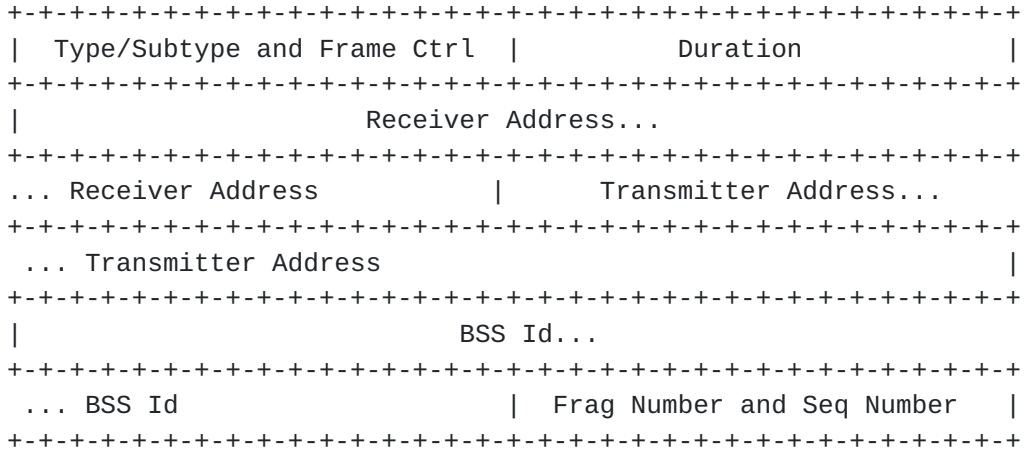 +-+-+-+-+-+-+-+-+-+-+-+-+-+-+-+-+-+-+-+-+-+-+-+-+-+-+-+-+-+-+-+-+
|  Type/Subtype and Frame Ctrl  |          Duration             |
+-+-+-+-+-+-+-+-+-+-+-+-+-+-+-+-+-+-+-+-+-+-+-+-+-+-+-+-+-+-+-+-+
|                      Receiver Address...
+-+-+-+-+-+-+-+-+-+-+-+-+-+-+-+-+-+-+-+-+-+-+-+-+-+-+-+-+-+-+-+-+
... Receiver Address           |      Transmitter Address...
+-+-+-+-+-+-+-+-+-+-+-+-+-+-+-+-+-+-+-+-+-+-+-+-+-+-+-+-+-+-+-+-+
 ... Transmitter Address                                        |
+-+-+-+-+-+-+-+-+-+-+-+-+-+-+-+-+-+-+-+-+-+-+-+-+-+-+-+-+-+-+-+-+
|                            BSS Id...
+-+-+-+-+-+-+-+-+-+-+-+-+-+-+-+-+-+-+-+-+-+-+-+-+-+-+-+-+-+-+-+-+
 ... BSS Id                     |  Frag Number and Seq Number   |
+-+-+-+-+-+-+-+-+-+-+-+-+-+-+-+-+-+-+-+-+-+-+-+-+-+-+-+-+-+-+-+-+